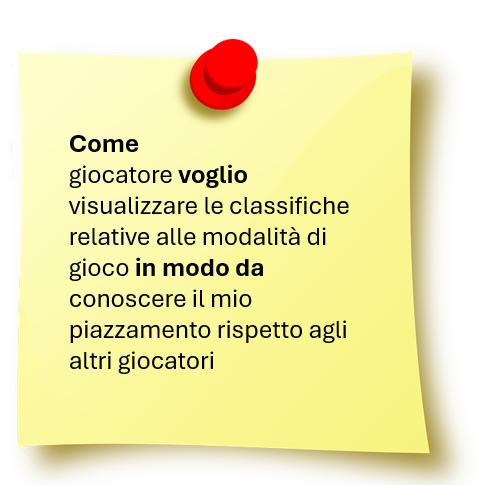 Come
giocatore voglio
visualizzare le classifiche
relative alle modalità di
gioco in modo da
conoscere il mio
piazzamento rispetto agli
altri giocatori